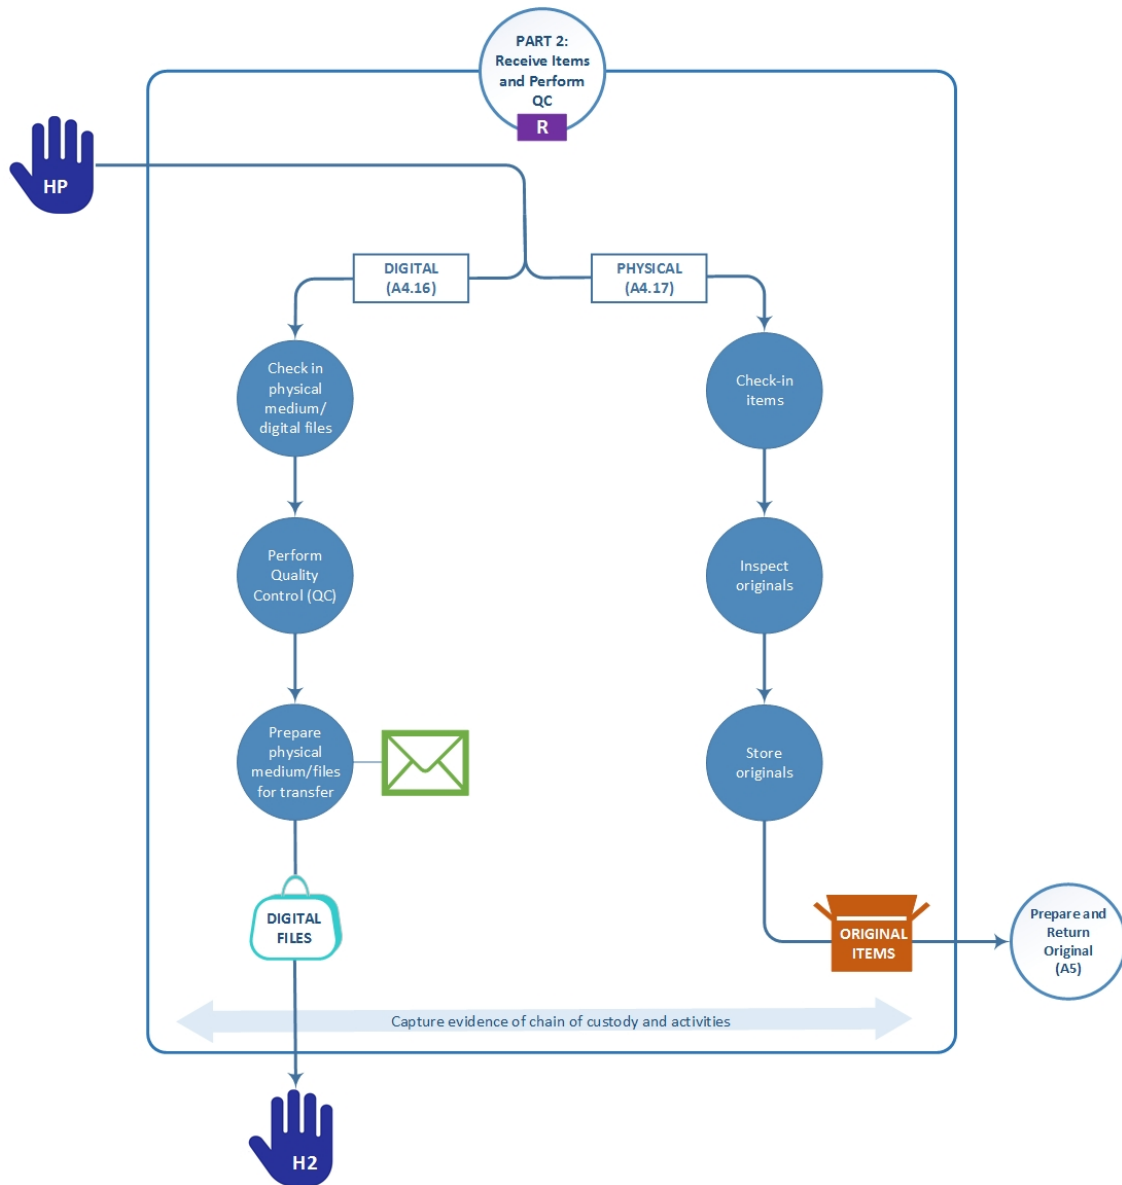 PART 2:
Receive Items
and Perform
QC
R
HP
DIGITAL
(A4.16)
PHYSICAL
(A4.17)
Check in
physical
medium/
digital files
Check-in
items
Perform
Quality
Control (QC)
Inspect
originals
Prepare
physical
medium/files
for transfer
Store
originals
DIGITAL
FILES
ORIGINAL
ITEMS
Prepare and
Return
Original
(A5)
Capture evidence of chain of custody and activities
H2